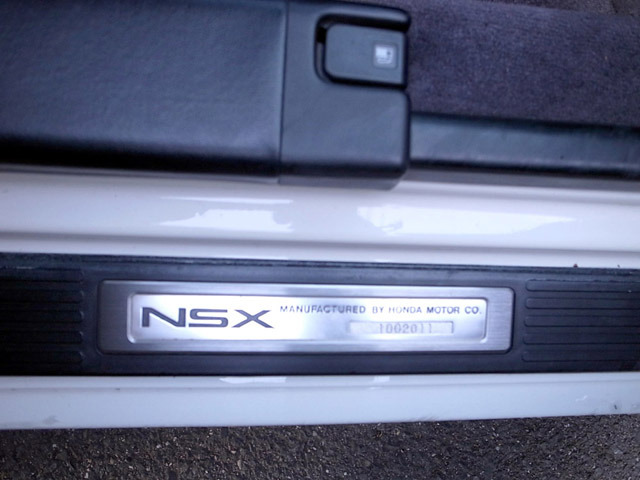 NSX MANUFACTURED BY HONDA MOTOR CO.
1002011